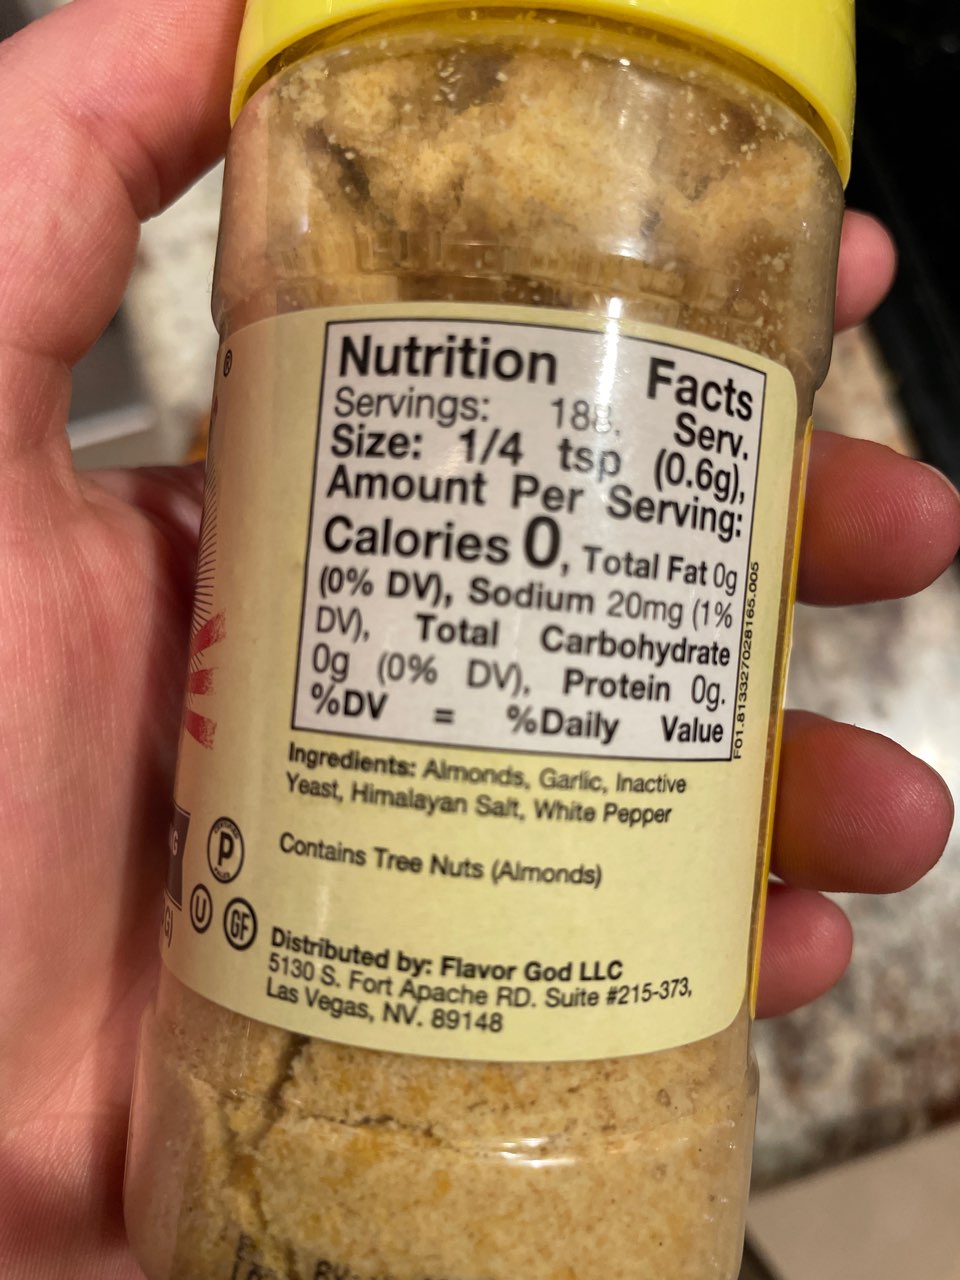 ®
Nutrition Facts
Servings: 188. Serv.
Size: 1/4 tsp (0.6g),
Amount Per Serving:
Calories 0, Total Fat 0g
(0% DV), Sodium 20mg (1%
DV), Total Carbohydrate
0g (0% DV), Protein 0g.
%DV = %Daily Value
F01.813327028165.005
Ingredients: Almonds, Garlic, Inactive
Yeast, Himalayan Salt, White Pepper
Contains Tree Nuts (Almonds)
P
U GF
G)
Distributed by: Flavor God LLC
5130 S. Fort Apache RD. Suite #215-373,
Las Vegas, NV. 89148